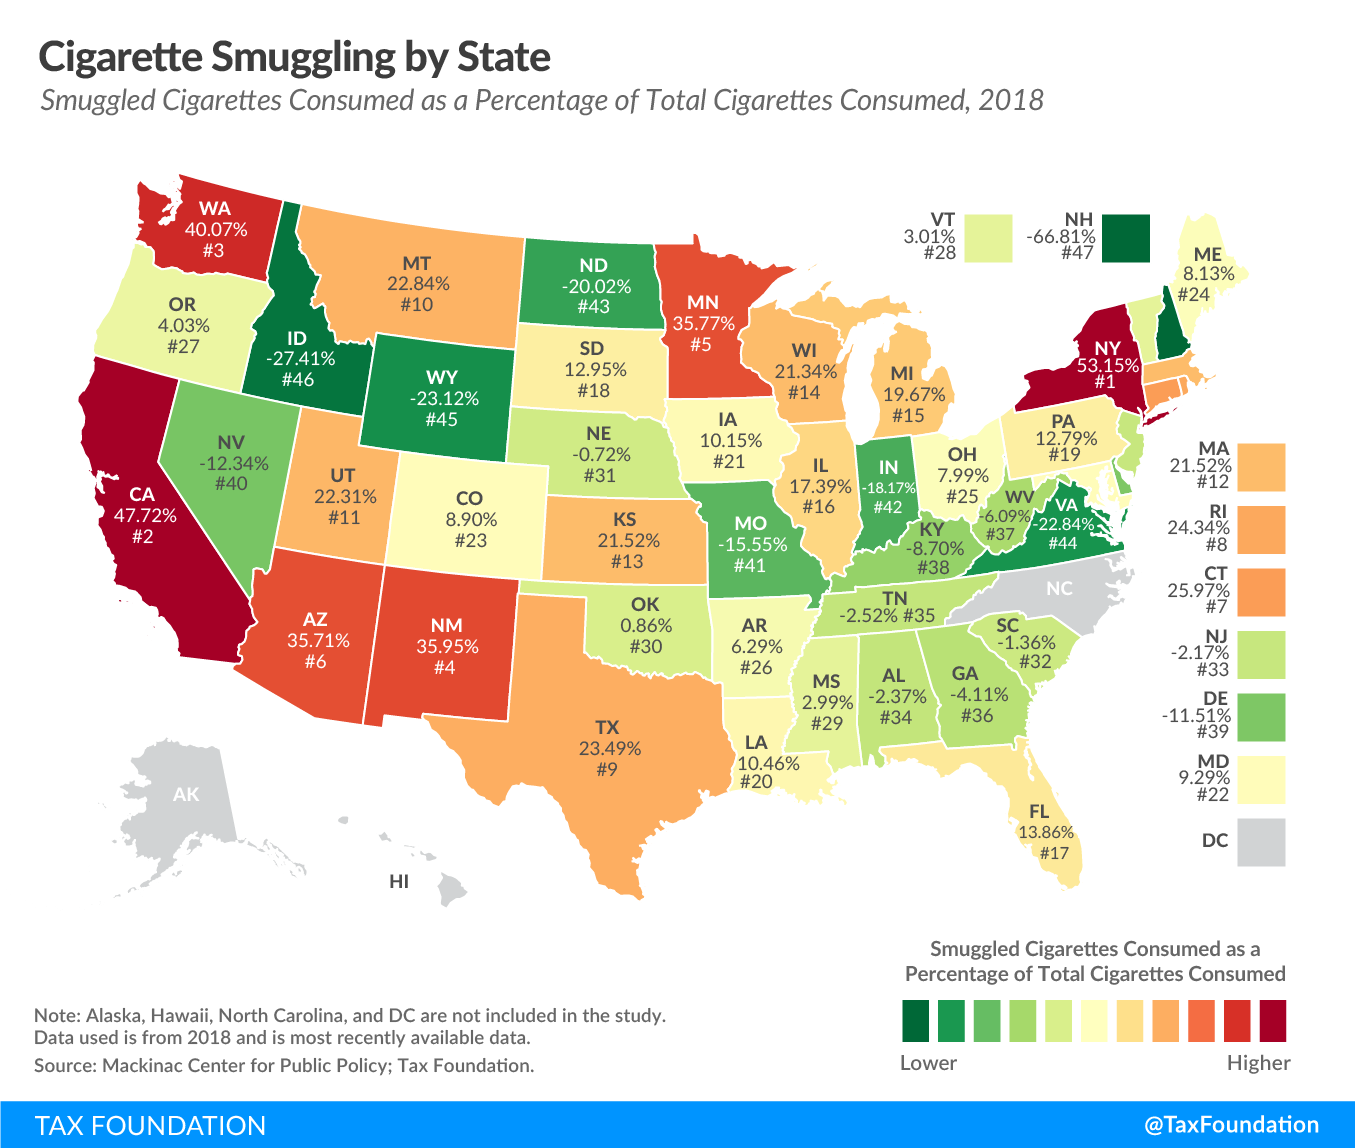 Cigarette Smuggling by State
Smuggled Cigarettes Consumed as a Percentage of Total Cigarettes Consumed, 2018
WA
40.07%
#3
OR
4.03%
#27
CA
47.72%
#2
ID
-27.41%
#46
NV
-12.34%
#40
MT
22.84%
#10
WY
-23.12%
#45
UT
22.31%
#11
AZ
35.71%
#6
CO
8.90%
#23
NM
35.95%
#4
ND
-20.02%
#43
SD
12.95%
#18
NE
-0.72%
#31
KS
21.52%
#13
OK
0.86%
#30
TX
23.49%
#9
MN
35.77%
#5
IA
10.15%
#21
MO
-15.55%
#41
AR
6.29%
#26
LA
10.46%
#20
WI
21.34%
#14
IL
17.39%
#16
MI
19.67%
#15
IN
-18.17%
#42
OH
7.99%
#25
KY
-8.70%
#38
TN
-2.52% #35
MS
2.99%
#29
AL
-2.37%
#34
GA
-4.11%
#36
FL
13.86%
#17
SC
-1.36%
#32
NC
WV
-6.09%
#37
VA
-22.84%
#44
PA
12.79%
#19
NY
53.15%
#1
VT
3.01%
#28
NH
-66.81%
#47
ME
8.13%
#24
MA
21.52%
#12
RI
24.34%
#8
CT
25.97%
#7
NJ
-2.17%
#33
DE
-11.51%
#39
MD
9.29%
#22
DC
AK
HI
Smuggled Cigarettes Consumed as a
Percentage of Total Cigarettes Consumed
Lower
Higher
Note: Alaska, Hawaii, North Carolina, and DC are not included in the study.
Data used is from 2018 and is most recently available data.
Source: Mackinac Center for Public Policy; Tax Foundation.
TAX FOUNDATION
@TaxFoundation